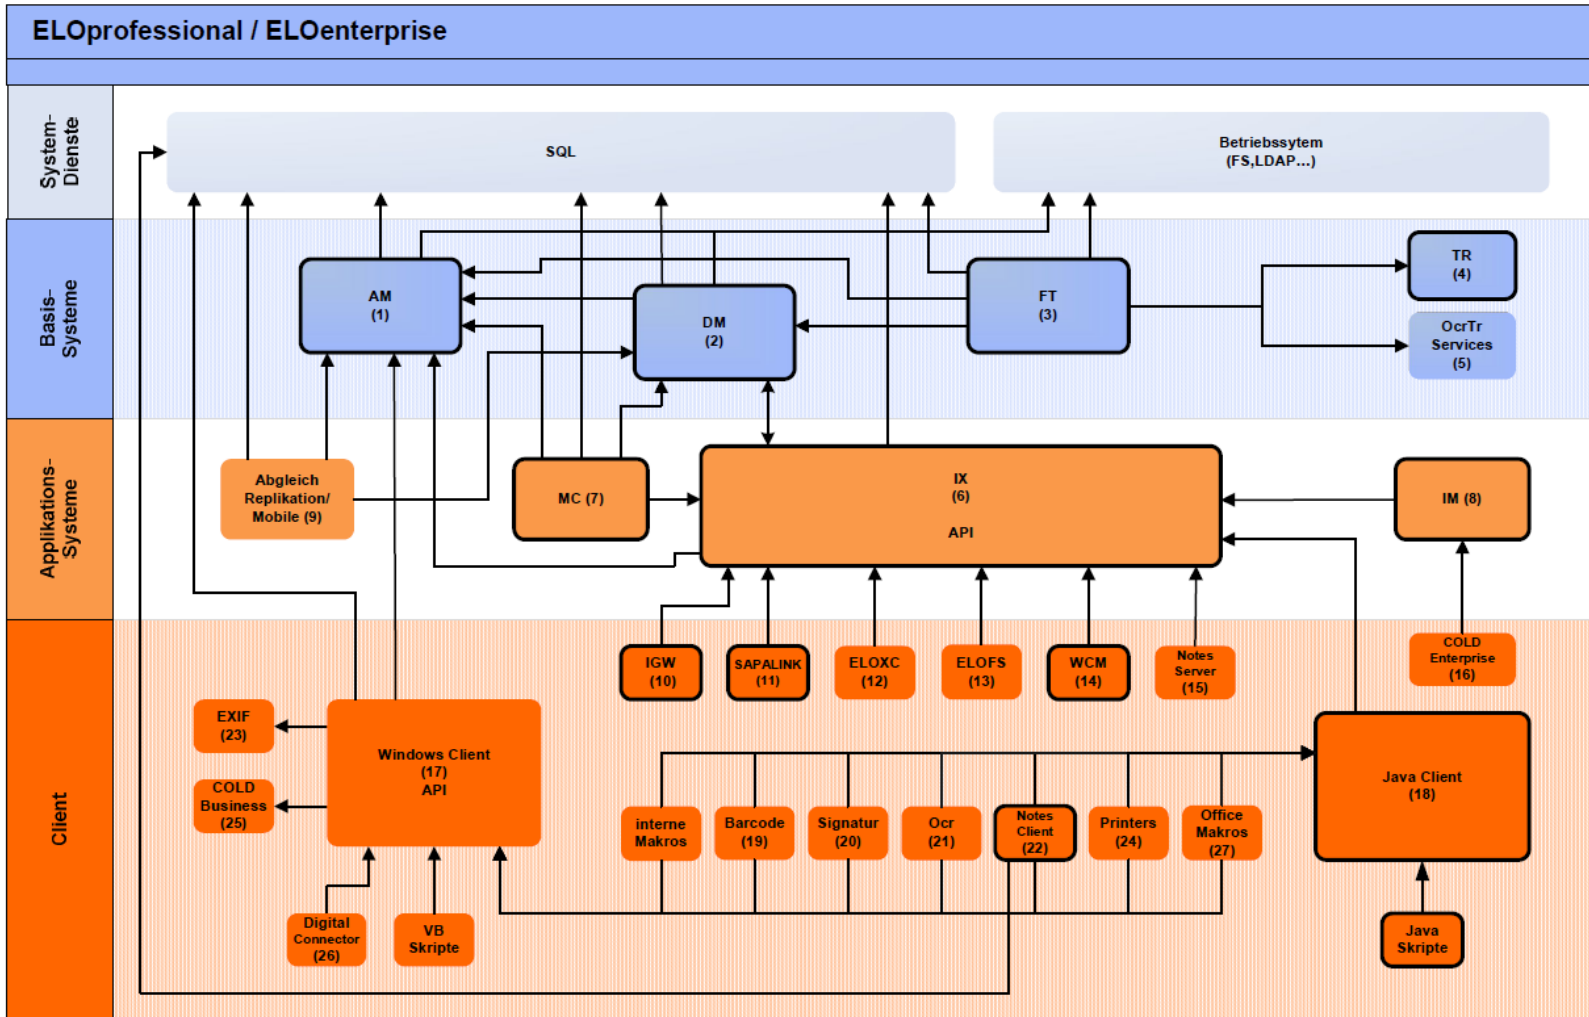 ELOprofessional / ELOenterprise
System-
Dienste
SQL
Betriebssytem
(FS,LDAP...)
Basis-
Systeme
AM
(1)
DM
(2)
FT
(3)
TR
(4)
OcrTr
Services
(5)
Applikations-
Systeme
Abgleich
Replikation/
Mobile (9)
MC (7)
IX
(6)
API
IM (8)
Client
IGW
(10)
SAPALINK
(11)
ELOXC
(12)
ELOFS
(13)
WCM
(14)
Notes
Server
(15)
COLD
Enterprise
(16)
EXIF
(23)
COLD
Business
(25)
Windows Client
(17)
API
interne
Makros
Barcode
(19)
Signatur
(20)
Ocr
(21)
Notes
Client
(22)
Printers
(24)
Office
Makros
(27)
Java Client
(18)
Digital
Connector
(26)
VB
Skripte
Java
Skripte